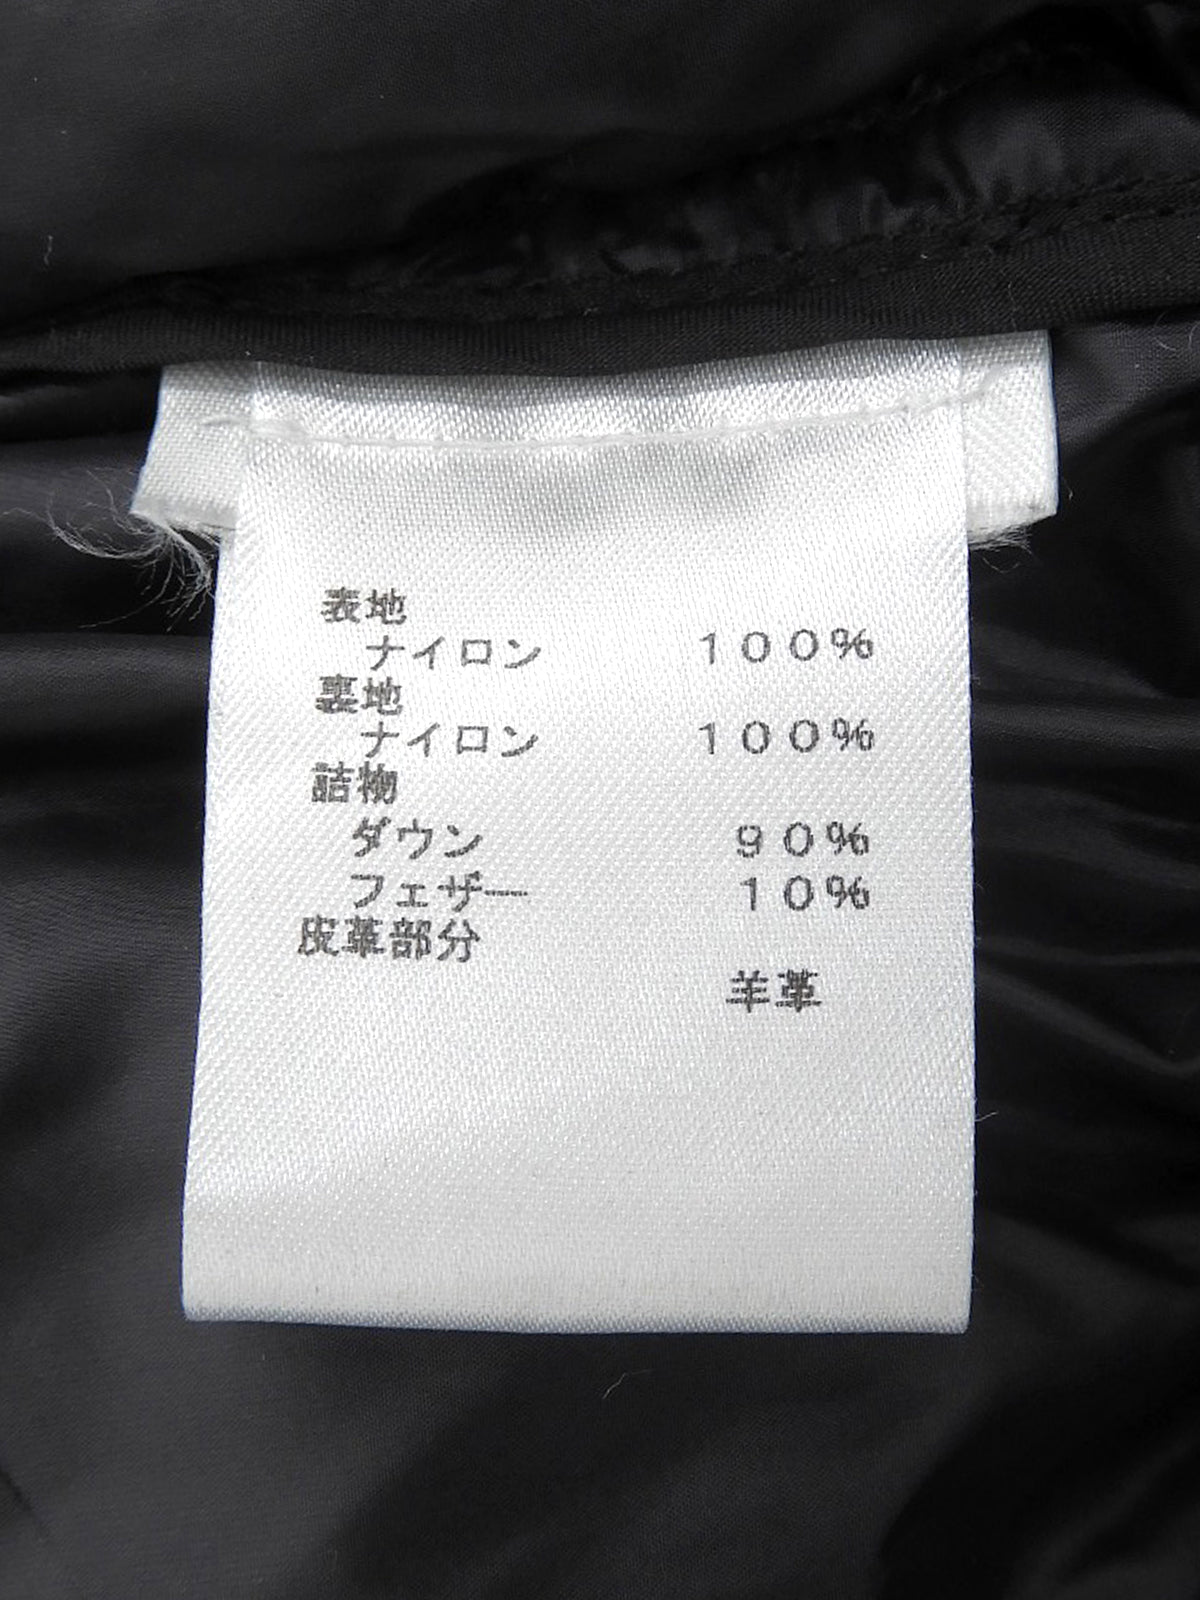 表地
ナイロン 100%
裏地
ナイロン 100%
詰物
ダウン 90%
フェザー 10%
皮革部分
羊革